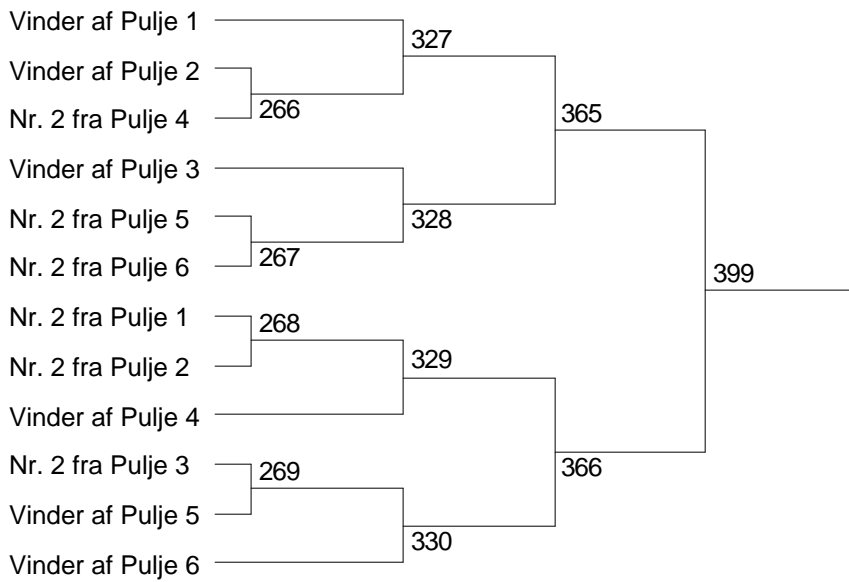 Vinder af Pulje 1
327
Vinder af Pulje 2
266
365
Nr. 2 fra Pulje 4
Vinder af Pulje 3
Nr. 2 fra Pulje 5
328
267
Nr. 2 fra Pulje 6
399
Nr. 2 fra Pulje 1
268
329
Nr. 2 fra Pulje 2
Vinder af Pulje 4
Nr. 2 fra Pulje 3
269
366
Vinder af Pulje 5
330
Vinder af Pulje 6